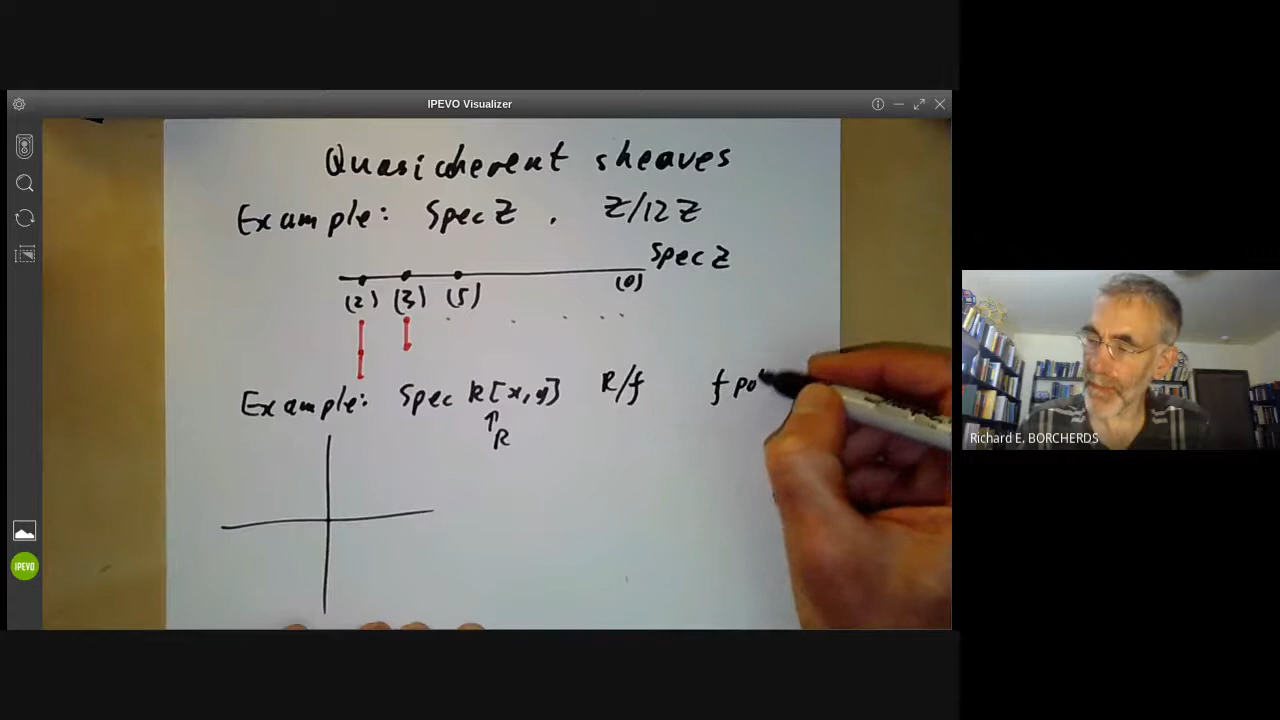 IPEVO Visualizer
Quasicoherent sheaves
Example: Spec Z , Z/12Z
Spec Z
(2) (3) (5) (0)
Example: Spec k[x,y] R/f f po
↑
R
Richard E. BORCHERDS
IPEVO